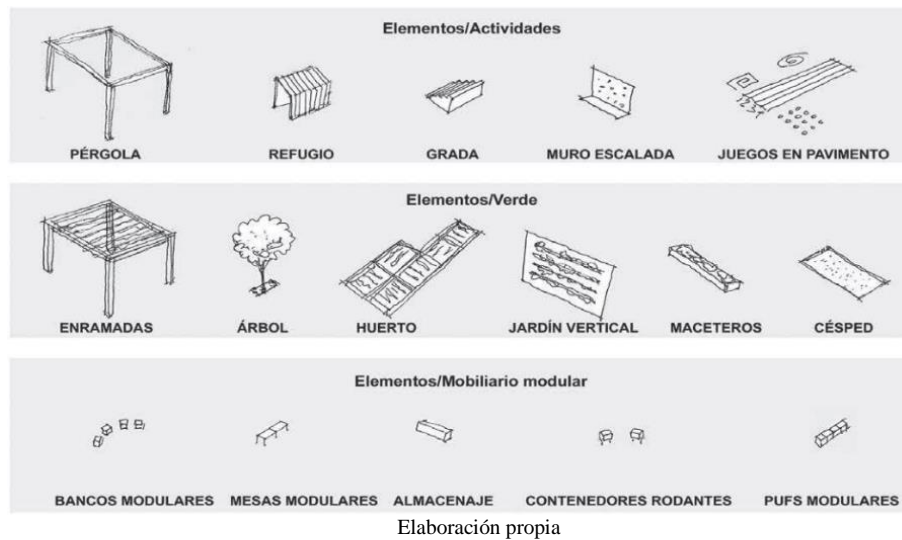 Elementos/Actividades
PÉRGOLA REFUGIO GRADA MURO ESCALADA JUEGOS EN PAVIMENTO
1234
Elementos/Verde
ENRAMADAS ÁRBOL HUERTO JARDÍN VERTICAL MACETEROS CÉSPED
Elementos/Mobiliario modular
BANCOS MODULARES MESAS MODULARES ALMACENAJE CONTENEDORES RODANTES PUFS MODULARES
Elaboración propia